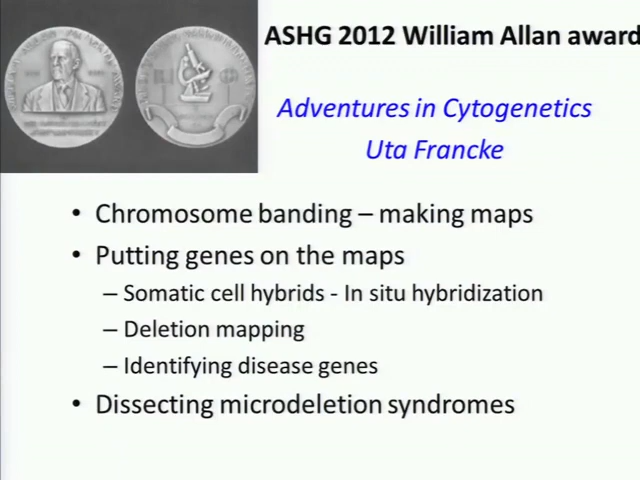 ASHG 2012 William Allan award
Adventures in Cytogenetics
Uta Francke
• Chromosome banding – making maps
• Putting genes on the maps
– Somatic cell hybrids - In situ hybridization
– Deletion mapping
– Identifying disease genes
• Dissecting microdeletion syndromes